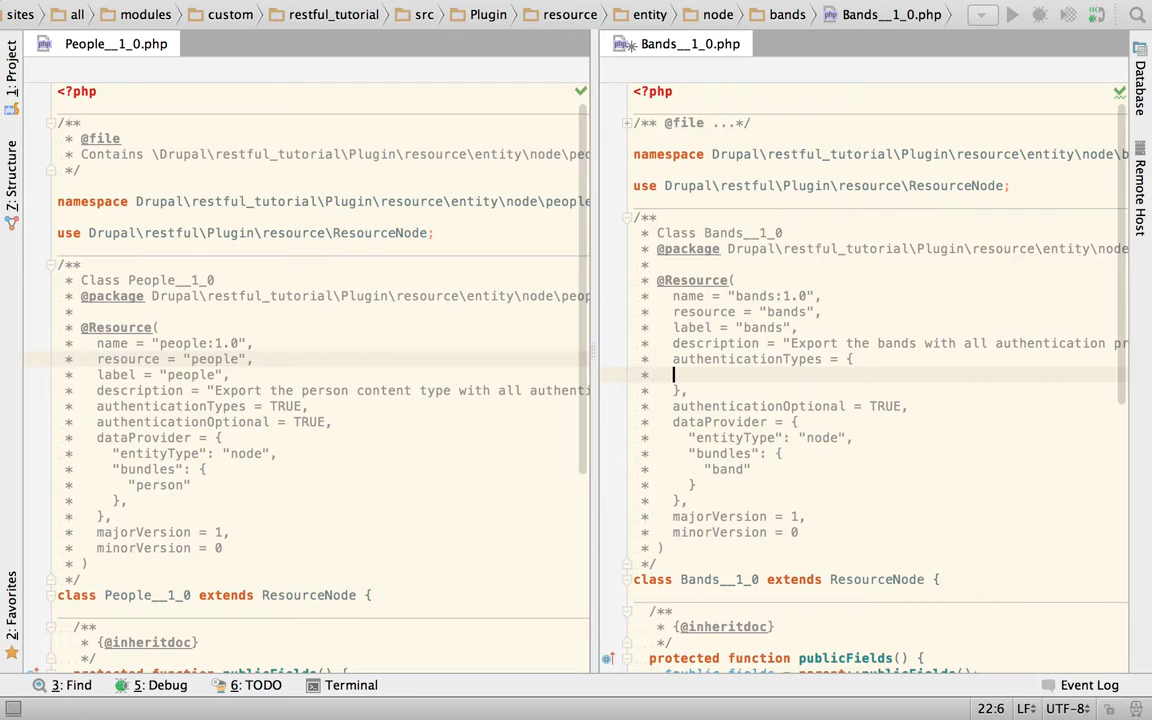 sites all modules custom restful_tutorial src Plugin resource entity node bands Bands__1_0.php
1: Project
Z: Structure
2: Favorites
People__1_0.php
<?php
/**
* @file
* Contains \Drupal\restful_tutorial\Plugin\resource\entity\node\peo
*/
namespace Drupal\restful_tutorial\Plugin\resource\entity\node\people
use Drupal\restful\Plugin\resource\ResourceNode;
/**
* Class People__1_0
* @package Drupal\restful_tutorial\Plugin\resource\entity\node\peop
*
* @Resource(
*   name = "people:1.0",
*   resource = "people",
*   label = "people",
*   description = "Export the person content type with all authenti
*   authenticationTypes = TRUE,
*   authenticationOptional = TRUE,
*   dataProvider = {
*     "entityType": "node",
*     "bundles": {
*       "person"
*     },
*   },
*   majorVersion = 1,
*   minorVersion = 0
* )
*/
class People__1_0 extends ResourceNode {
/**
* {@inheritdoc}
*/
protected function publicFields() {
Bands__1_0.php
<?php
/** @file ...*/
namespace Drupal\restful_tutorial\Plugin\resource\entity\node\b
use Drupal\restful\Plugin\resource\ResourceNode;
/**
* Class Bands__1_0
* @package Drupal\restful_tutorial\Plugin\resource\entity\node
*
* @Resource(
*   name = "bands:1.0",
*   resource = "bands",
*   label = "bands",
*   description = "Export the bands with all authentication pr
*   authenticationTypes = {
*
*   },
*   authenticationOptional = TRUE,
*   dataProvider = {
*     "entityType": "node",
*     "bundles": {
*       "band"
*     }
*   },
*   majorVersion = 1,
*   minorVersion = 0
* )
*/
class Bands__1_0 extends ResourceNode {
/**
* {@inheritdoc}
*/
protected function publicFields() {
$public_fields = parent::publicFields();
Database
Remote Host
3: Find 5: Debug 6: TODO Terminal Event Log
22:6 LF UTF-8